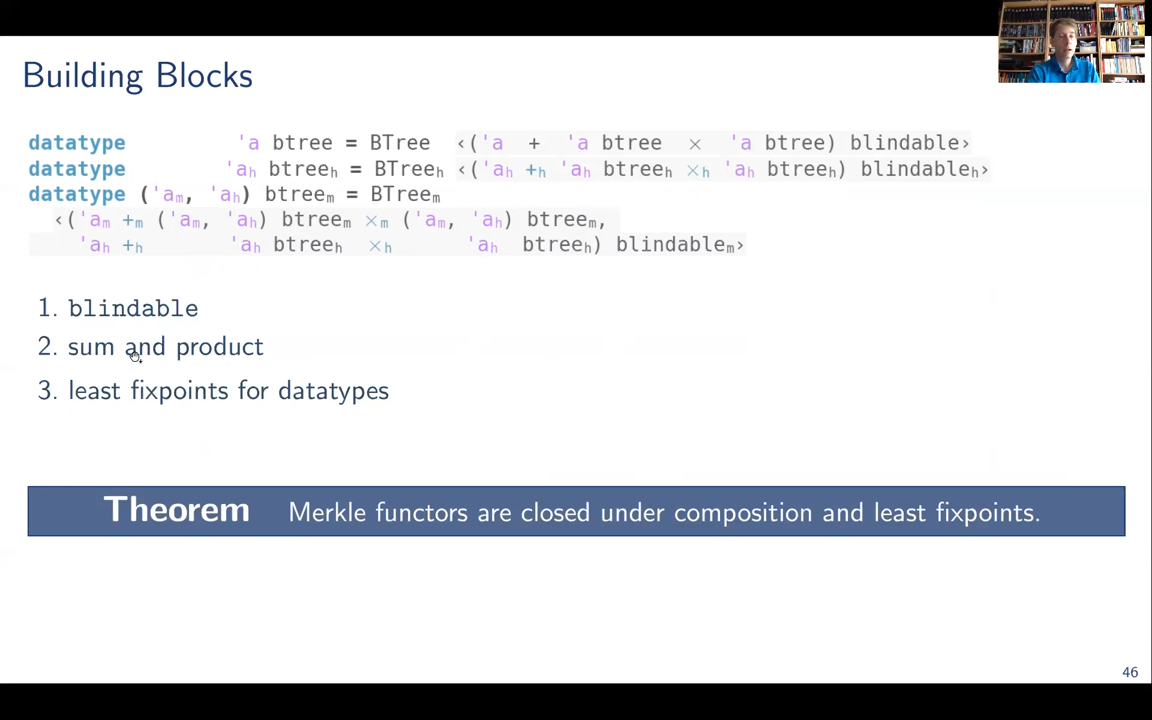 Building Blocks
datatype 'a btree = BTree ‹('a + 'a btree × 'a btree) blindable›
datatype 'aₕ btreeₕ = BTreeₕ ‹('aₕ +ₕ 'aₕ btreeₕ ×ₕ 'aₕ btreeₕ) blindableₕ›
datatype ('aₘ, 'aₕ) btreeₘ = BTreeₘ
‹('aₘ +ₘ ('aₘ, 'aₕ) btreeₘ ×ₘ ('aₘ, 'aₕ) btreeₘ,
'aₕ +ₕ 'aₕ btreeₕ ×ₕ 'aₕ btreeₕ) blindableₘ›
1. blindable
2. sum and product
3. least fixpoints for datatypes
Theorem Merkle functors are closed under composition and least fixpoints.
46